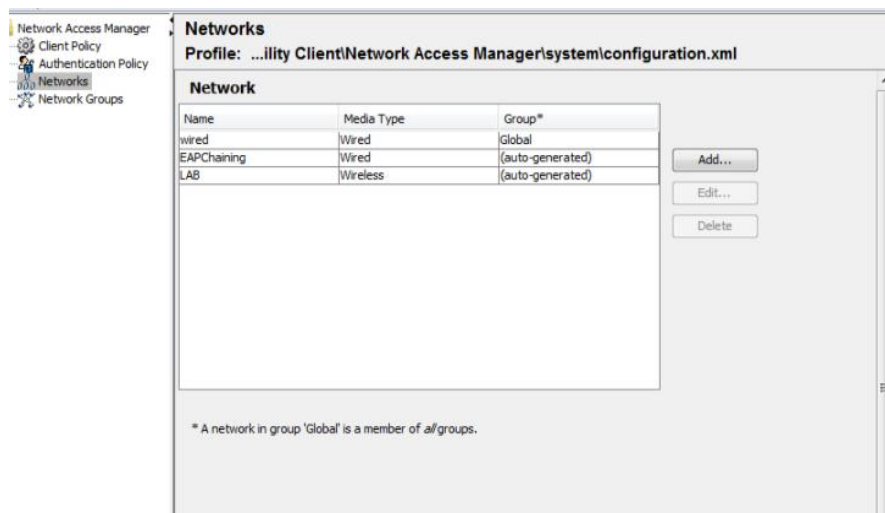 Network Access Manager
Client Policy
Authentication Policy
Networks
Network Groups
Networks
Profile: ...ility Client\Network Access Manager\system\configuration.xml
Network
Name Media Type Group*
wired Wired Global
EAPChaining Wired (auto-generated)
LAB Wireless (auto-generated)
Add...
Edit...
Delete
* A network in group 'Global' is a member of all groups.